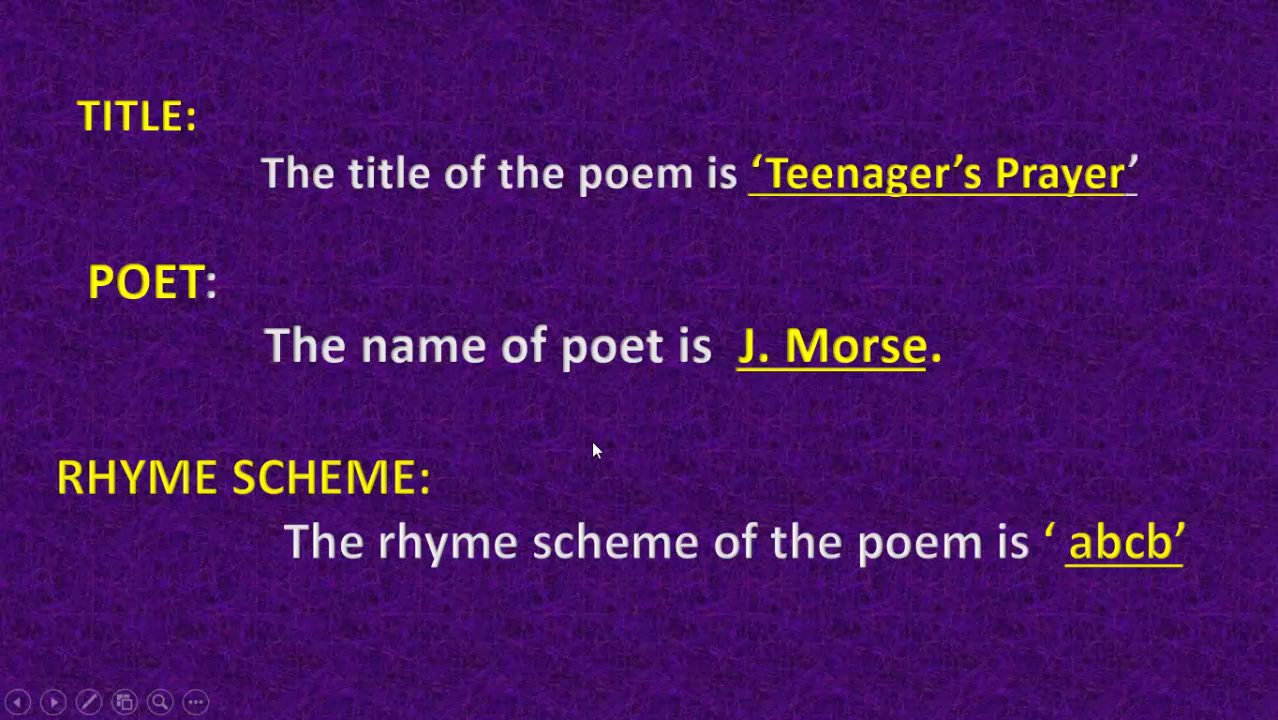 TITLE:
The title of the poem is ‘Teenager’s Prayer’
POET:
The name of poet is J. Morse.
RHYME SCHEME:
The rhyme scheme of the poem is ‘ abcb’